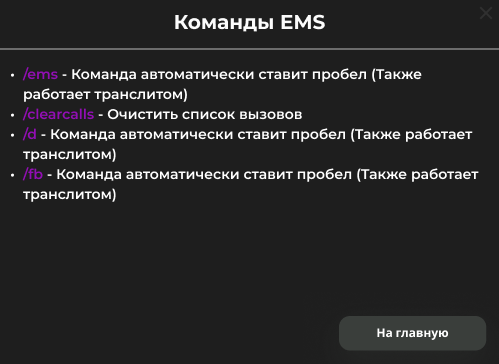 Команды EMS
• /ems - Команда автоматически ставит пробел (Также
работает транслитом)
• /clearcalls - Очистить список вызовов
• /d - Команда автоматически ставит пробел (Также работает
транслитом)
• /fb - Команда автоматически ставит пробел (Также работает
транслитом)
На главную